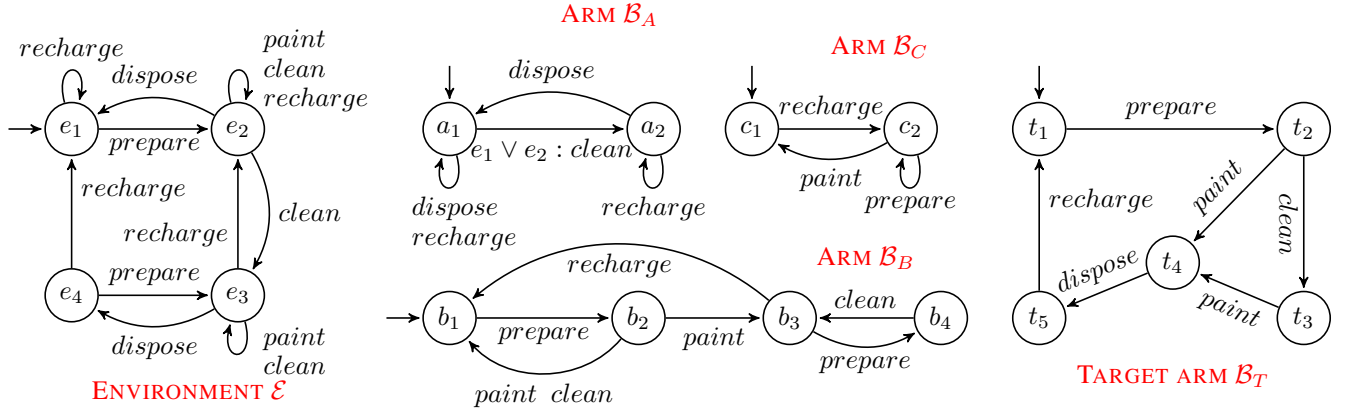 ARM B_A
recharge
dispose
paint
clean
recharge
e_1
prepare
e_2
recharge
clean
recharge
e_4
prepare
e_3
dispose
paint
clean
ENVIRONMENT E
dispose
a_1
a_2
e_1 ∨ e_2 : clean
dispose
recharge
recharge
ARM B_C
c_1
recharge
c_2
paint
prepare
recharge
ARM B_B
b_1
prepare
b_2
paint
b_3
clean
b_4
prepare
paint clean
t_1
prepare
t_2
paint
clean
recharge
t_4
dispose
paint
t_5
t_3
TARGET ARM B_T